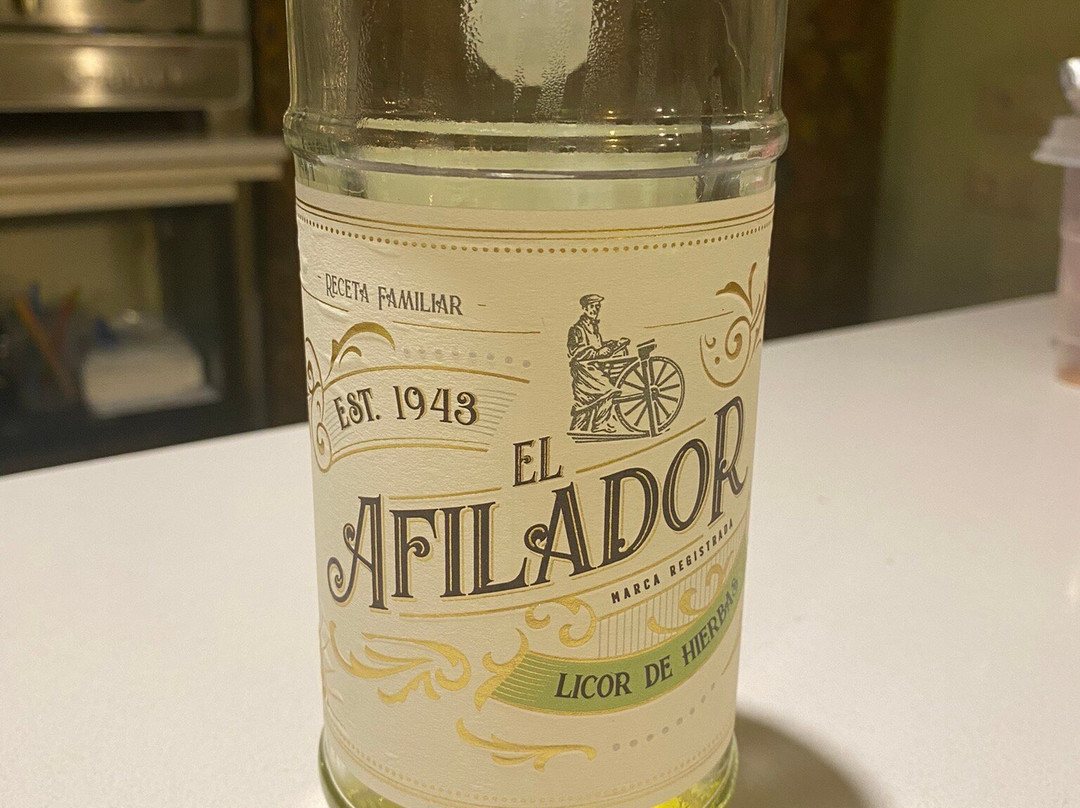 RECETA FAMILIAR
EST. 1943
EL
AFILADOR
MARCA REGISTRADA
LICOR DE HIERBAS